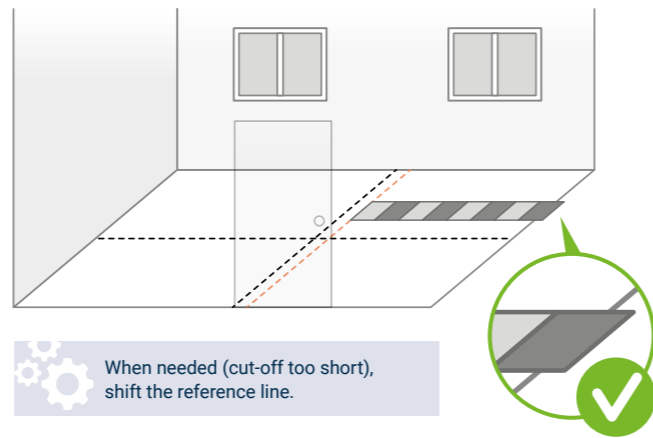 When needed (cut-off too short),
shift the reference line.